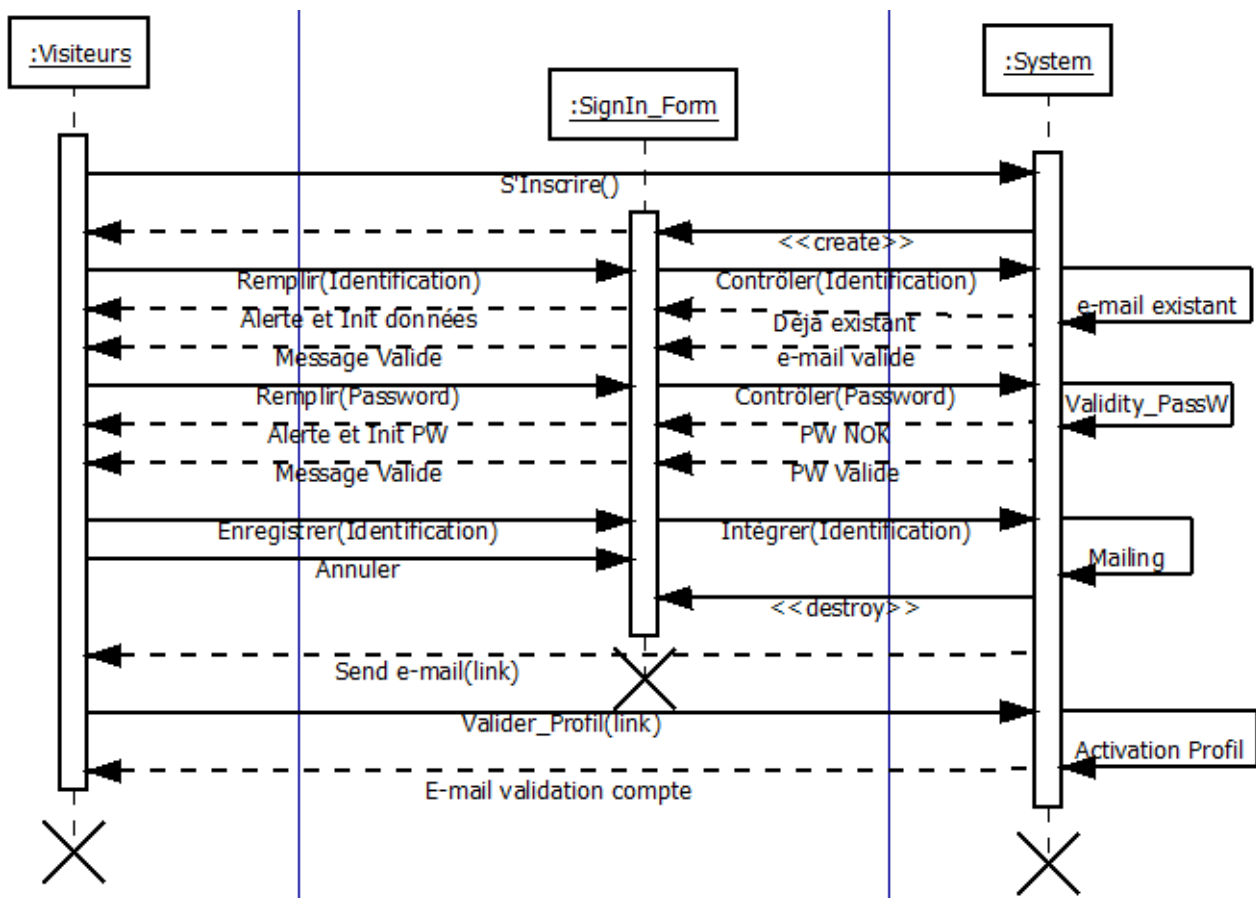 :Visiteurs
:SignIn_Form
:System
S'Inscrire()
<<create>>
Remplir(Identification)
Contrôler(Identification)
e-mail existant
Alerte et Init données
Déjà existant
Message Valide
e-mail valide
Remplir(Password)
Contrôler(Password)
Validity_PassW
Alerte et Init PW
PW NOK
Message Valide
PW Valide
Enregistrer(Identification)
Intégrer(Identification)
Mailing
Annuler
<<destroy>>
Send e-mail(link)
Valider_Profil(link)
Activation Profil
E-mail validation compte